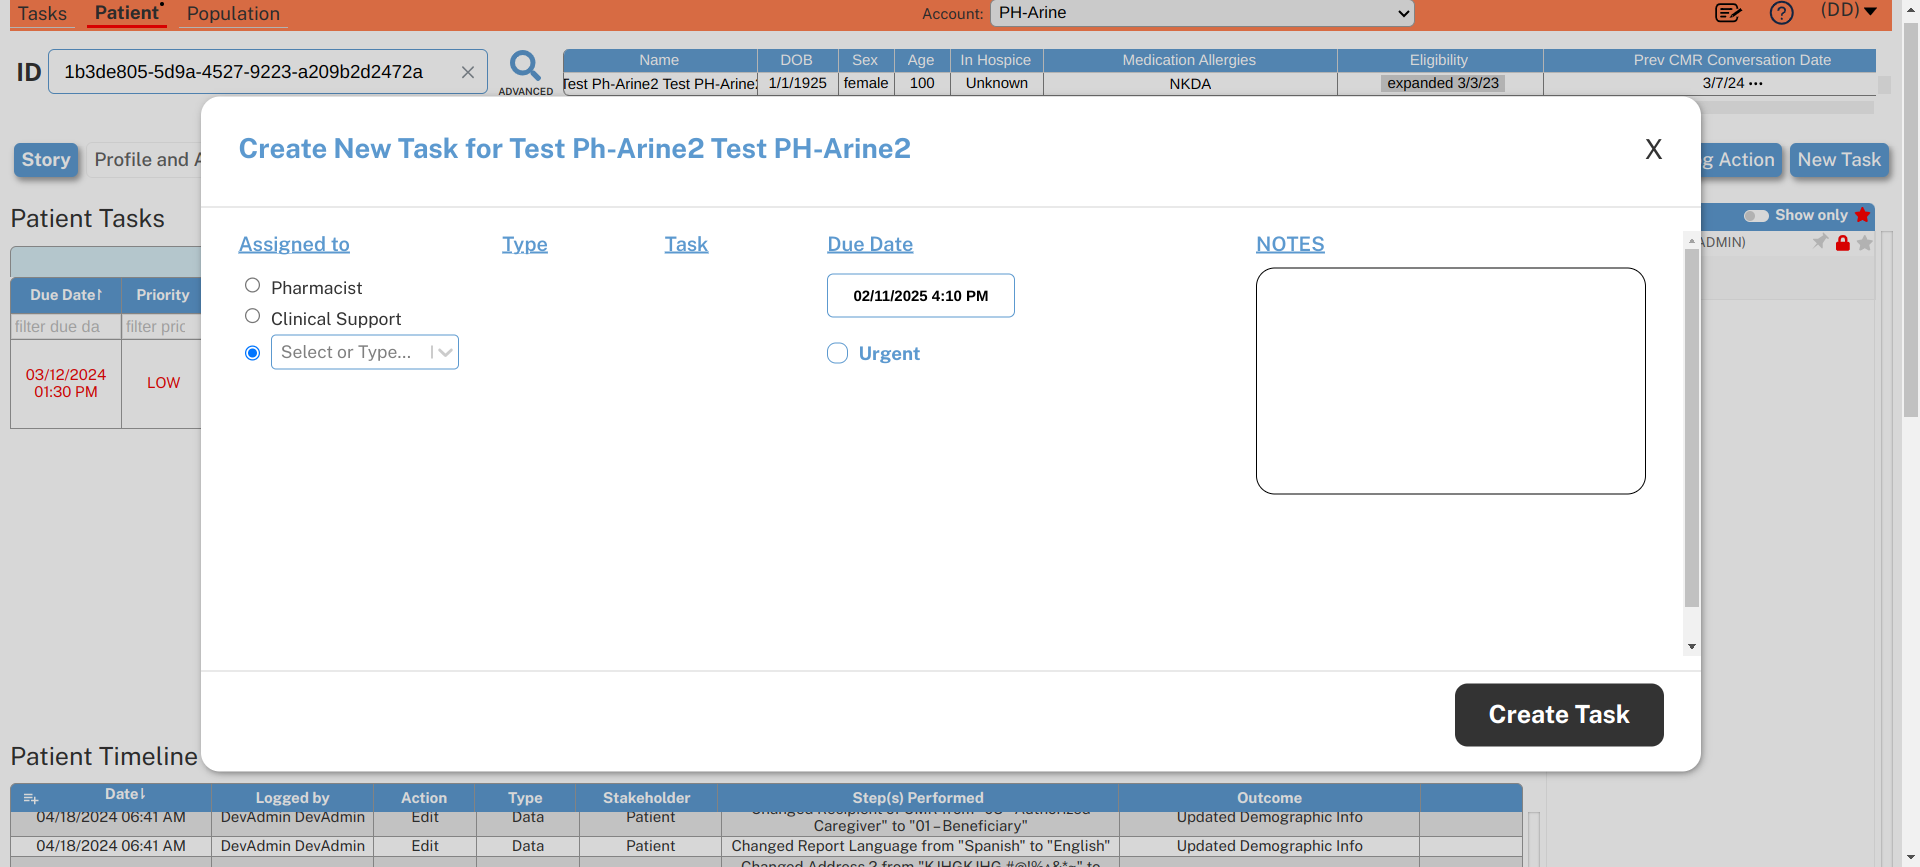 Tasks Patient Population Account: PH-Arine (DD)
ID 1b3de805-5d9a-4527-9223-a209b2d2472a ADVANCED
Name DOB Sex Age In Hospice Medication Allergies Eligibility Prev CMR Conversation Date
Test Ph-Arine2 Test PH-Arine 1/1/1925 female 100 Unknown NKDA expanded 3/3/23 3/7/24 •••
Create New Task for Test Ph-Arine2 Test PH-Arine2 X
Story Profile and Action New Task
Patient Tasks
Show only
Assigned to Type Task Due Date NOTES
Pharmacist
Clinical Support
Select or Type...
02/11/2025 4:10 PM
Urgent
Due Date↑ Priority
filter due da filter pric
03/12/2024
01:30 PM
LOW
Create Task
Patient Timeline
Date↓ Logged by Action Type Stakeholder Step(s) Performed Outcome
04/18/2024 06:41 AM DevAdmin DevAdmin Edit Data Patient Caregiver" to "01 – Beneficiary" Updated Demographic Info
04/18/2024 06:41 AM DevAdmin DevAdmin Edit Data Patient Changed Report Language from "Spanish" to "English" Updated Demographic Info
Changed Address 2 from